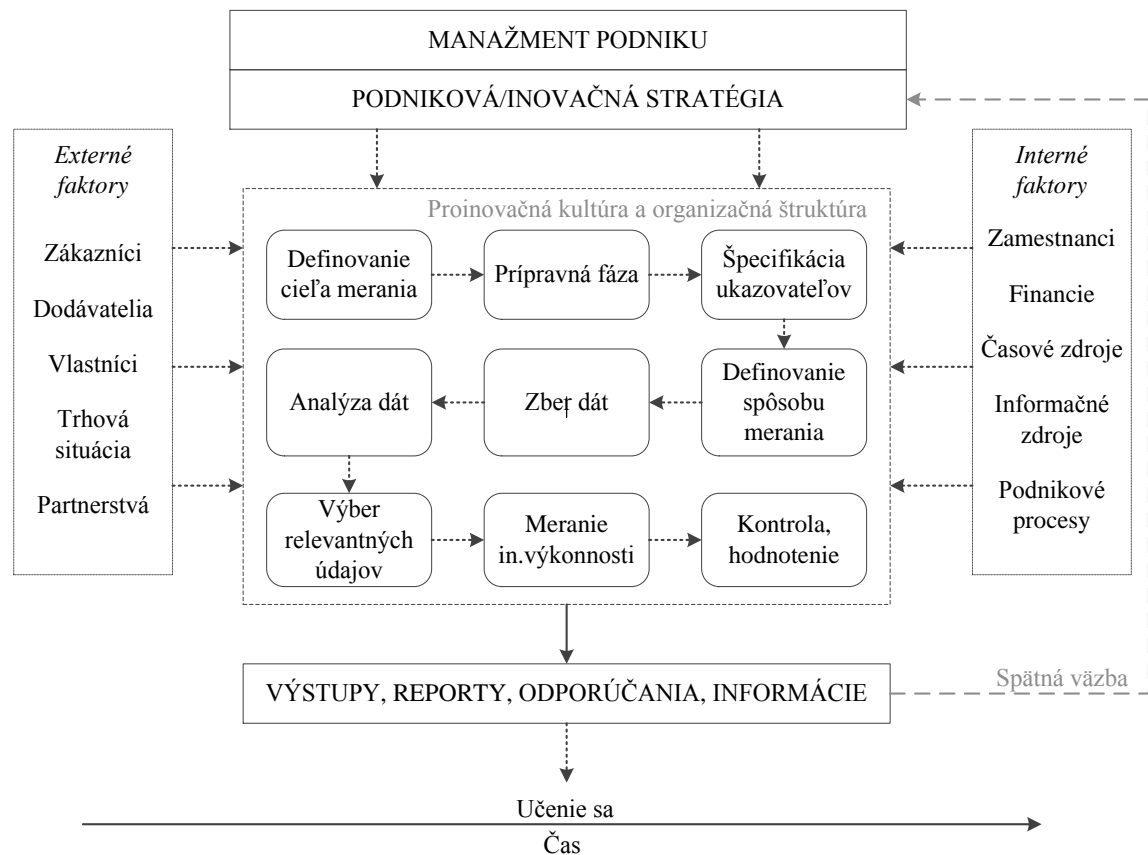 MANAŽMENT PODNIKU
PODNIKOVÁ/INOVAČNÁ STRATÉGIA
Externé
faktory
Zákazníci
Dodávatelia
Vlastníci
Trhová
situácia
Partnerstvá
Proinovačná kultúra a organizačná štruktúra
Definovanie
cieľa merania
Prípravná fáza
Špecifikácia
ukazovateľov
Definovanie
spôsobu
merania
Zber dát
Analýza dát
Výber
relevantných
údajov
Meranie
in.výkonnosti
Kontrola,
hodnotenie
Interné
faktory
Zamestnanci
Financie
Časové zdroje
Informačné
zdroje
Podnikové
procesy
VÝSTUPY, REPORTY, ODPORÚČANIA, INFORMÁCIE
Spätná väzba
Učenie sa
Čas